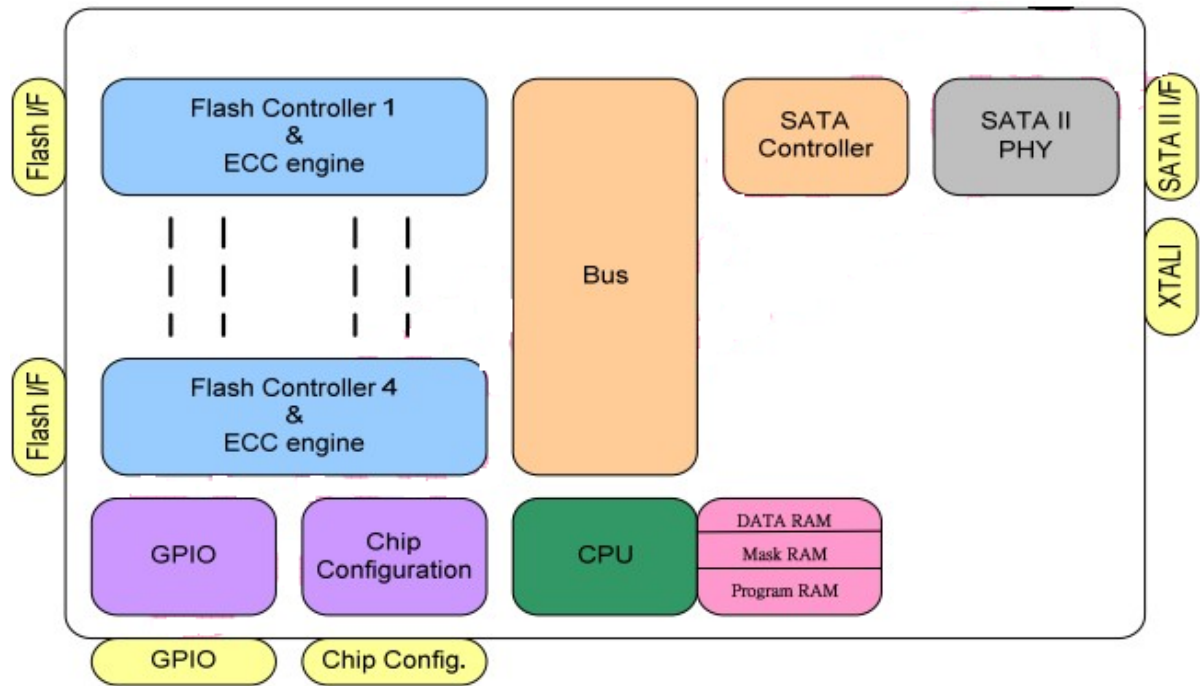 Flash I/F
Flash Controller 1
&
ECC engine
Bus
SATA
Controller
SATA II
PHY
SATA II I/F
XTALI
Flash I/F
Flash Controller 4
&
ECC engine
GPIO
Chip
Configuration
CPU
DATA RAM
Mask RAM
Program RAM
GPIO
Chip Config.